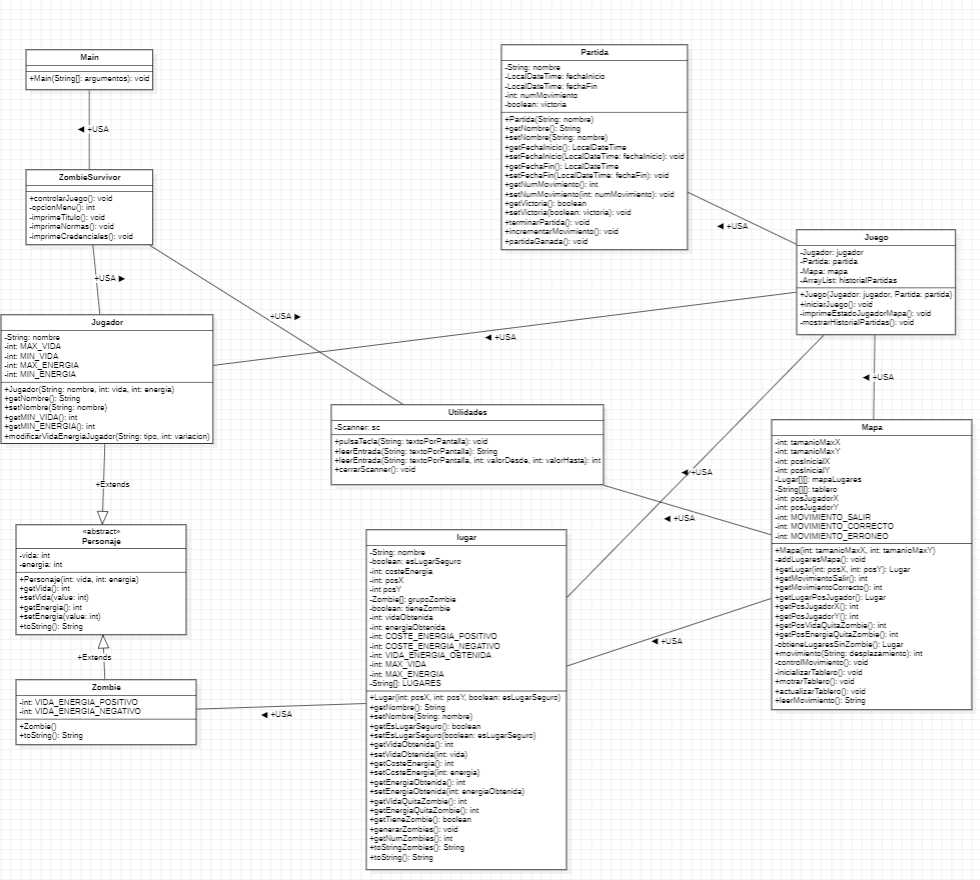 Main
+Main(String[]: argumentos): void
◀ +USA
ZombieSurvivor
+controlarJuego(): void
-opcionMenu(): int
-imprimeTitulo(): void
-imprimeNormas(): void
-imprimeCredenciales(): void
+USA ▶
+USA ▶
Jugador
-String: nombre
-int: MAX_VIDA
-int: MIN_VIDA
-int: MAX_ENERGIA
-int: MIN_ENERGIA
+Jugador(String: nombre, int: vida, int: energia)
+getNombre(): String
+setNombre(String: nombre)
+getMIN_VIDA(): int
+getMIN_ENERGIA(): int
+modificarVidaEnergiaJugador(String: tipo, int: variacion)
+Extends
«abstract»
Personaje
-vida: int
-energia: int
+Personaje(int: vida, int: energia)
+getVida(): int
+setVida(value: int)
+getEnergia(): int
+setEnergia(value: int)
+toString(): String
+Extends
Zombie
-int: VIDA_ENERGIA_POSITIVO
-int: VIDA_ENERGIA_NEGATIVO
+Zombie()
+toString(): String
◀ +USA
Partida
-String: nombre
-LocalDateTime: fechaInicio
-LocalDateTime: fechaFin
-int: numMovimiento
-boolean: victoria
+Partida(String: nombre)
+getNombre(): String
+setNombre(String: nombre)
+getFechaInicio(): LocalDateTime
+setFechaInicio(LocalDateTime: fechaInicio): void
+getFechaFin(): LocalDateTime
+setFechaFin(LocalDateTime: fechaFin): void
+getNumMovimiento(): int
+setNumMovimiento(int: numMovimiento): void
+getVictoria(): boolean
+setVictoria(boolean: victoria): void
+terminarPartida(): void
+incrementarMovimiento(): void
+partidaGanada(): void
◀ +USA
Juego
-Jugador: jugador
-Partida: partida
-Mapa: mapa
-ArrayList: historialPartidas
+Juego(Jugador: jugador, Partida: partida)
+iniciarJuego(): void
-imprimeEstadoJugadorMapa(): void
-mostrarHistorialPartidas(): void
◀ +USA
◀ +USA
Utilidades
-Scanner: sc
+pulsaTecla(String: textoPorPantalla): void
+leerEntrada(String: textoPorPantalla): String
+leerEntrada(String: textoPorPantalla, int: valorDesde, int: valorHasta): int
+cerrarScanner(): void
◀ +USA
◀ +USA
Mapa
-int: tamanioMaxX
-int: tamanioMaxY
-int: posInicialX
-int: posInicialY
-Lugar[][]: mapaLugares
-String[][]: tablero
-int: posJugadorX
-int: posJugadorY
-int: MOVIMIENTO_SALIR
-int: MOVIMIENTO_CORRECTO
-int: MOVIMIENTO_ERRONEO
+Mapa(int: tamanioMaxX, int: tamanioMaxY)
-addLugaresMapa(): void
+getLugar(int: posX, int: posY): Lugar
+getMovimientoSalir(): int
+getMovimientoCorrecto(): int
+getLugarPosJugador(): Lugar
+getPosJugadorX(): int
+getPosJugadorY(): int
+getPosVidaQuitaZombie(): int
+getPosEnergiaQuitaZombie(): int
-obtieneLugaresSinZombie(): Lugar
+movimiento(String: desplazamiento): int
-controlMovimiento(): void
-inicializarTablero(): void
+motrarTablero(): void
+actualizarTablero(): void
+leerMovimiento(): String
◀ +USA
lugar
-String: nombre
-boolean: esLugarSeguro
-int: costeEnergia
-int: posX
-int posY
-Zombie[]: grupoZombie
-boolean: tieneZombie
-int: vidaObtenida
-int: energiaObtenida
-int: COSTE_ENERGIA_POSITIVO
-int: COSTE_ENERGIA_NEGATIVO
-int: VIDA_ENERGIA_OBTENIDA
-int: MAX_VIDA
-int: MAX_ENERGIA
-String[]: LUGARES
+Lugar(int: posX, int: posY, boolean: esLugarSeguro)
+getNombre(): String
+setNombre(String: nombre)
+getEsLugarSeguro(): boolean
+setEsLugarSeguro(boolean: esLugarSeguro): void
+getVidaObtenida(): int
+setVidaObtenida(int: vida)
+getCosteEnergia(): int
+setCosteEnergia(int: energia)
+getEnergiaObtenida(): int
+setEnergiaObtenida(int: energiaObtenida)
+getVidaQuitaZombie(): int
+getEnergiaQuitaZombie(): int
+getTieneZombie(): boolean
+generarZombies(): void
+getNumZombies(): int
+toStringZombies(): String
+toString(): String